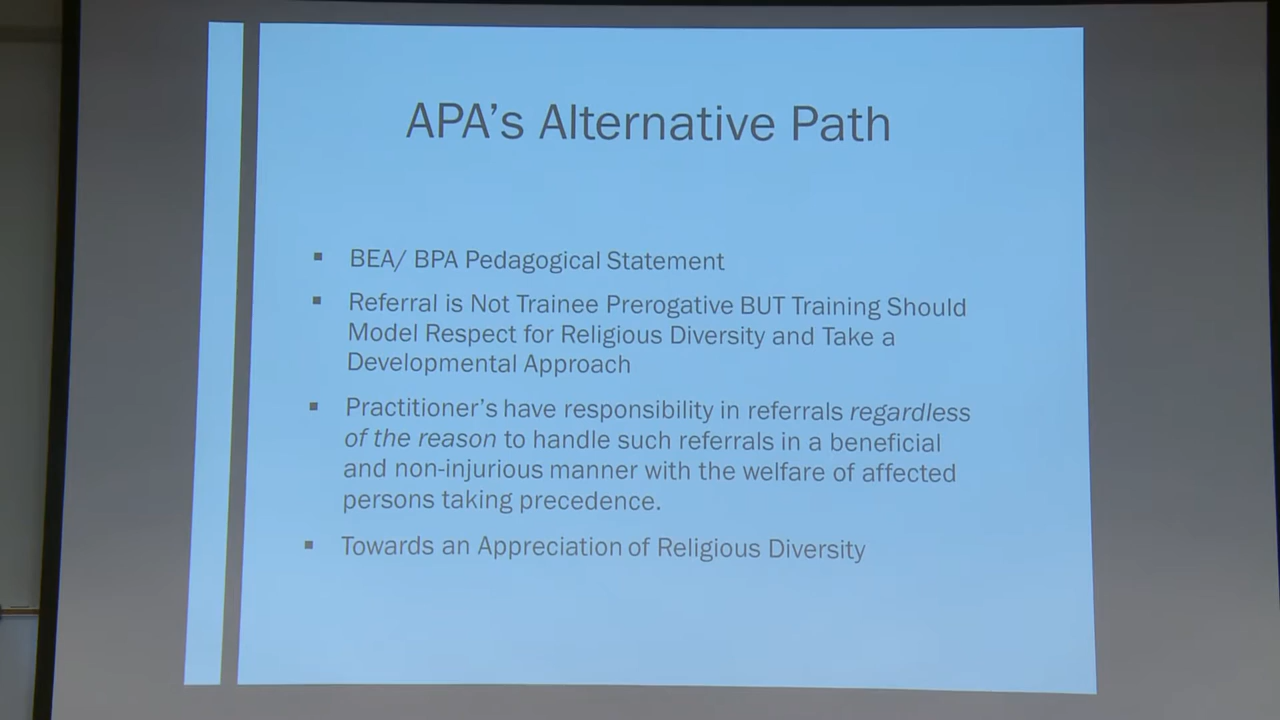 APA's Alternative Path
▪ BEA/ BPA Pedagogical Statement
▪ Referral is Not Trainee Prerogative BUT Training Should
Model Respect for Religious Diversity and Take a
Developmental Approach
▪ Practitioner's have responsibility in referrals regardless
of the reason to handle such referrals in a beneficial
and non-injurious manner with the welfare of affected
persons taking precedence.
▪ Towards an Appreciation of Religious Diversity